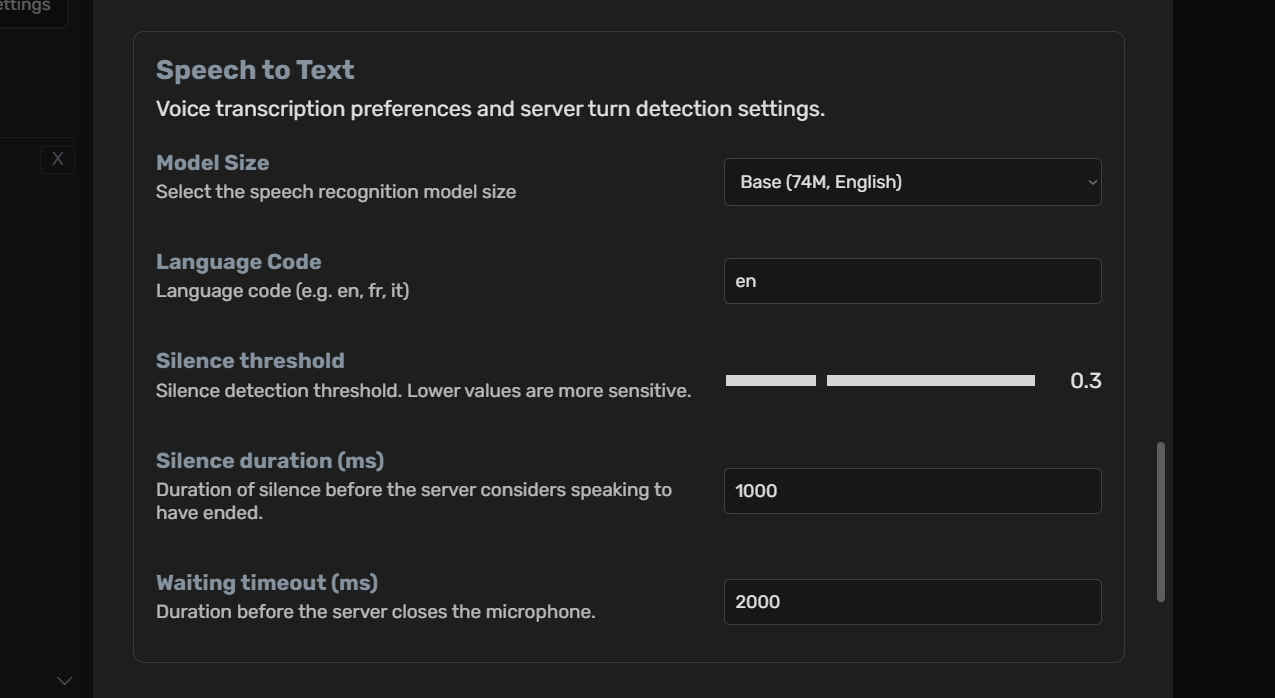 ettings
X
Speech to Text
Voice transcription preferences and server turn detection settings.
Model Size
Select the speech recognition model size
Base (74M, English)
Language Code
Language code (e.g. en, fr, it)
en
Silence threshold
Silence detection threshold. Lower values are more sensitive.
0.3
Silence duration (ms)
Duration of silence before the server considers speaking to
have ended.
1000
Waiting timeout (ms)
Duration before the server closes the microphone.
2000